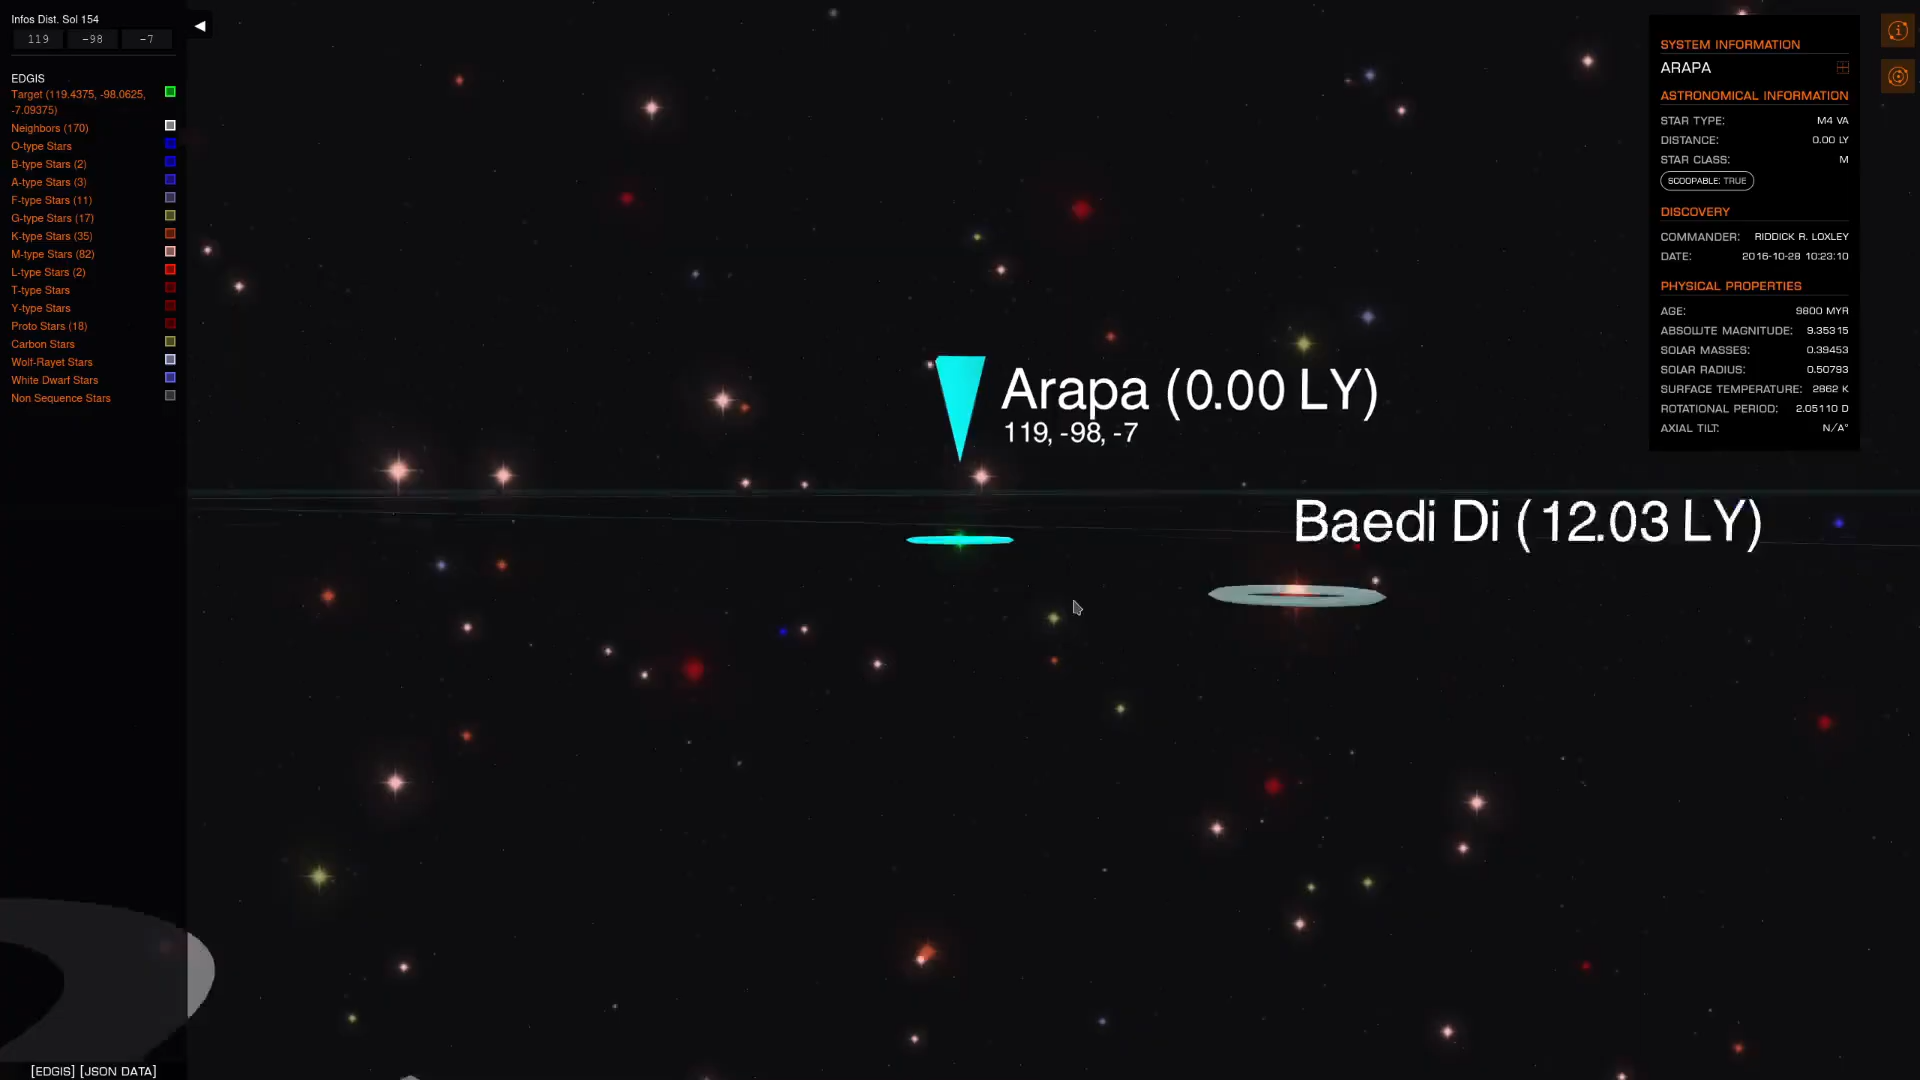 Infos Dist. Sol 154
119 -98 -7
EDGIS
Target (119.4375, -98.0625,
-7.09375)
Neighbors (170)
O-type Stars
B-type Stars (2)
A-type Stars (3)
F-type Stars (11)
G-type Stars (17)
K-type Stars (35)
M-type Stars (82)
L-type Stars (2)
T-type Stars
Y-type Stars
Proto Stars (18)
Carbon Stars
Wolf-Rayet Stars
White Dwarf Stars
Non Sequence Stars
[EDGIS] [JSON DATA]
Arapa (0.00 LY)
119, -98, -7
Baedi Di (12.03 LY)
SYSTEM INFORMATION
ARAPA
ASTRONOMICAL INFORMATION
STAR TYPE: M4 VA
DISTANCE: 0.00 LY
STAR CLASS: M
SCOOPABLE: TRUE
DISCOVERY
COMMANDER: RIDDICK R. LOXLEY
DATE: 2016-10-28 10:23:10
PHYSICAL PROPERTIES
AGE: 9800 MYR
ABSOLUTE MAGNITUDE: 9.35315
SOLAR MASSES: 0.39453
SOLAR RADIUS: 0.50793
SURFACE TEMPERATURE: 2862 K
ROTATIONAL PERIOD: 2.05110 D
AXIAL TILT: N/A°